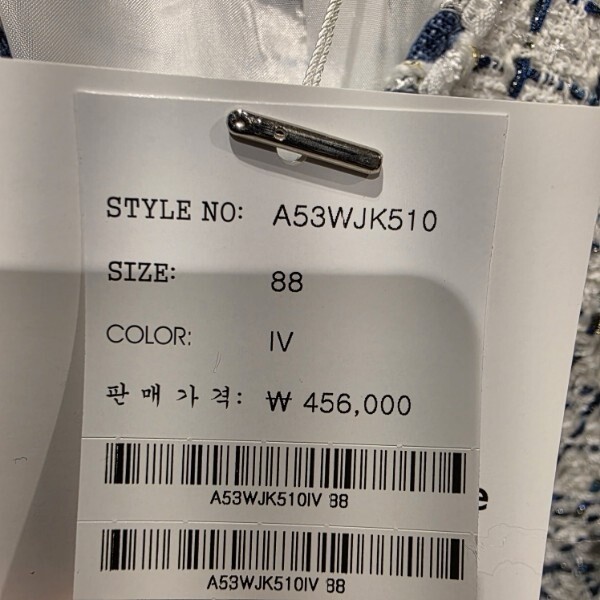 STYLE NO: A53WJK510
SIZE: 88
COLOR: IV
판매가격: ₩ 456,000
A53WJK510IV 88
e
A53WJK510IV 88